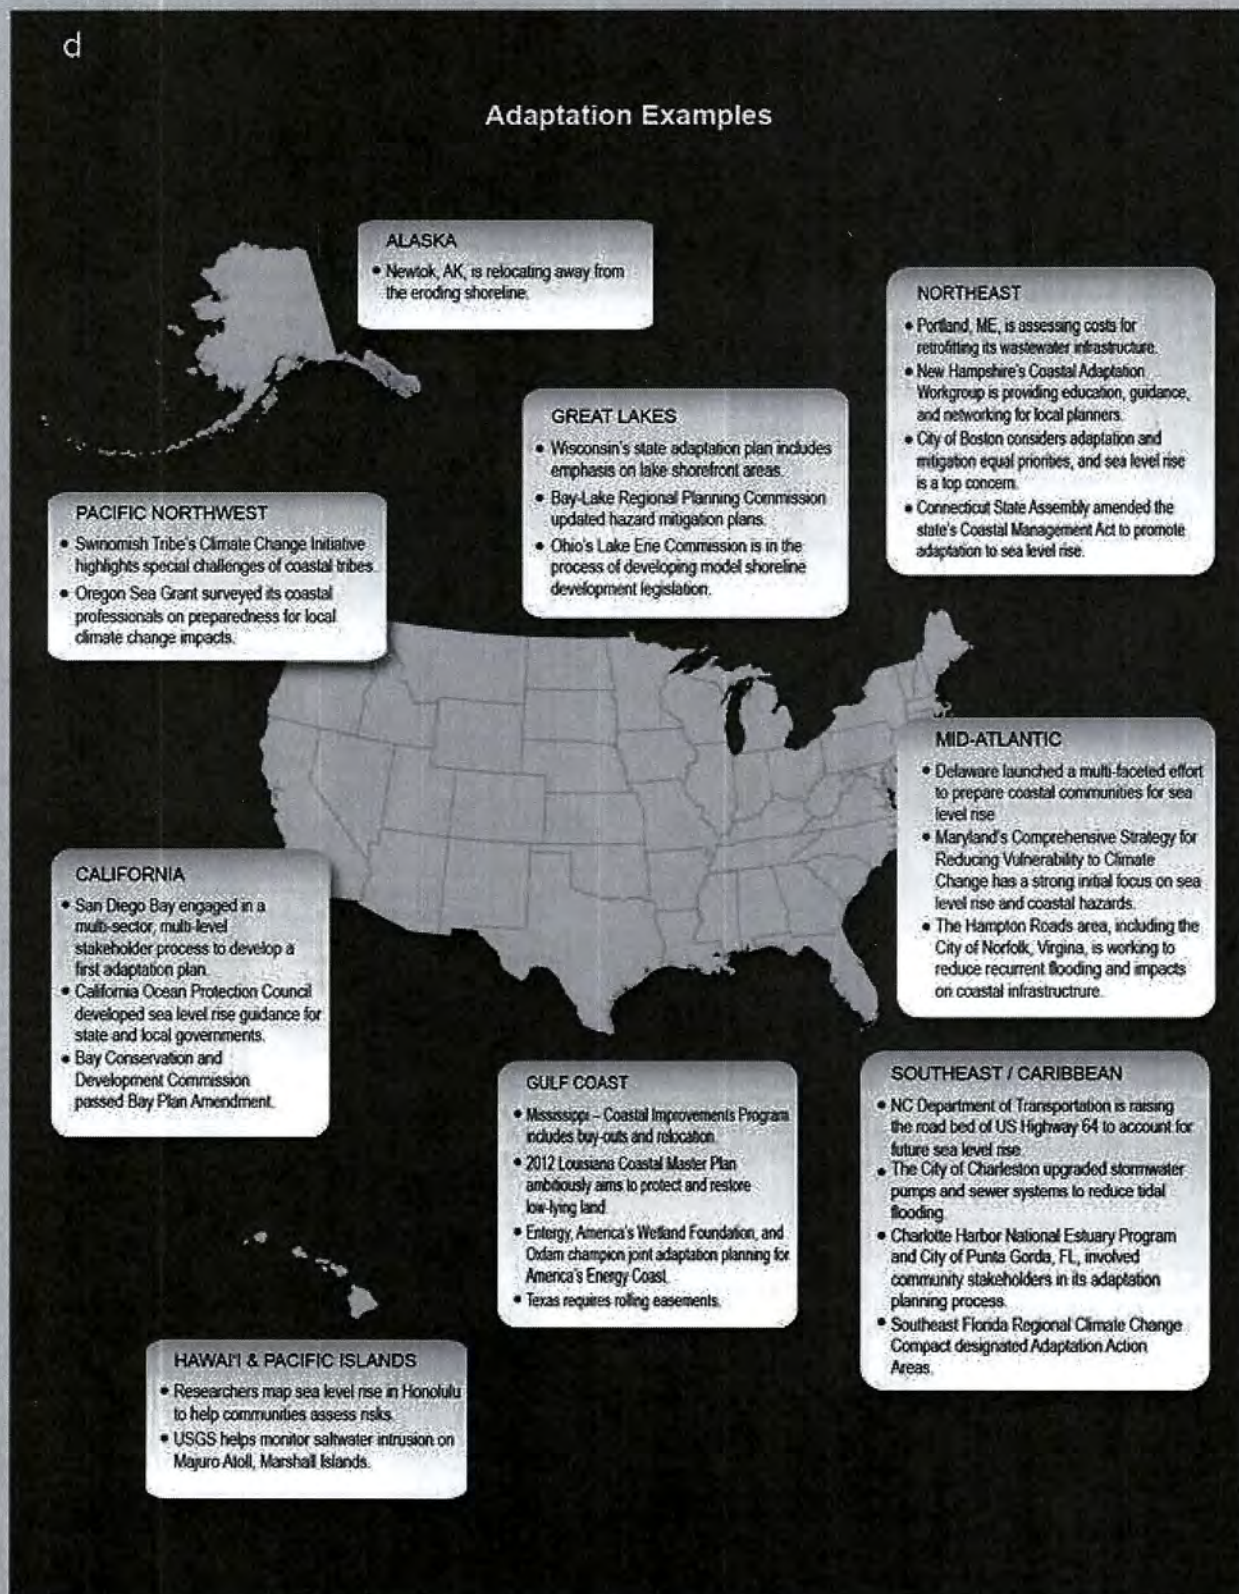 d
Adaptation Examples
ALASKA
• Newtok, AK, is relocating away from
the eroding shoreline.
NORTHEAST
• Portland, ME, is assessing costs for
retrofitting its wastewater infrastructure.
• New Hampshire's Coastal Adaptation
Workgroup is providing education, guidance,
and networking for local planners.
• City of Boston considers adaptation and
mitigation equal priorities, and sea level rise
is a top concern.
• Connecticut State Assembly amended the
state's Coastal Management Act to promote
adaptation to sea level rise.
GREAT LAKES
• Wisconsin's state adaptation plan includes
emphasis on lake shorefront areas.
• Bay-Lake Regional Planning Commission
updated hazard mitigation plans.
• Ohio's Lake Erie Commission is in the
process of developing model shoreline
development legislation.
PACIFIC NORTHWEST
• Swinomish Tribe's Climate Change Initiative
highlights special challenges of coastal tribes.
• Oregon Sea Grant surveyed its coastal
professionals on preparedness for local
climate change impacts.
MID-ATLANTIC
• Delaware launched a multi-faceted effort
to prepare coastal communities for sea
level rise
• Maryland's Comprehensive Strategy for
Reducing Vulnerability to Climate
Change has a strong initial focus on sea
level rise and coastal hazards.
• The Hampton Roads area, including the
City of Norfolk, Virgina, is working to
reduce recurrent flooding and impacts
on coastal infrastructrure.
CALIFORNIA
• San Diego Bay engaged in a
multi-sector, multi-level
stakeholder process to develop a
first adaptation plan.
• California Ocean Protection Council
developed sea level rise guidance for
state and local governments.
• Bay Conservation and
Development Commission
passed Bay Plan Amendment.
GULF COAST
• Mississippi – Coastal Improvements Program
includes buy-outs and relocation.
• 2012 Louisiana Coastal Master Plan
ambitiously aims to protect and restore
low-lying land.
• Entergy, America's Wetland Foundation, and
Oxfam champion joint adaptation planning for
America's Energy Coast.
• Texas requires rolling easements.
SOUTHEAST / CARIBBEAN
• NC Department of Transportation is raising
the road bed of US Highway 64 to account for
future sea level rise.
• The City of Charleston upgraded stormwater
pumps and sewer systems to reduce tidal
flooding.
• Charlotte Harbor National Estuary Program
and City of Punta Gorda, FL, involved
community stakeholders in its adaptation
planning process.
• Southeast Florida Regional Climate Change
Compact designated Adaptation Action
Areas.
HAWAI'I & PACIFIC ISLANDS
• Researchers map sea level rise in Honolulu
to help communities assess risks.
• USGS helps monitor saltwater intrusion on
Majuro Atoll, Marshall Islands.